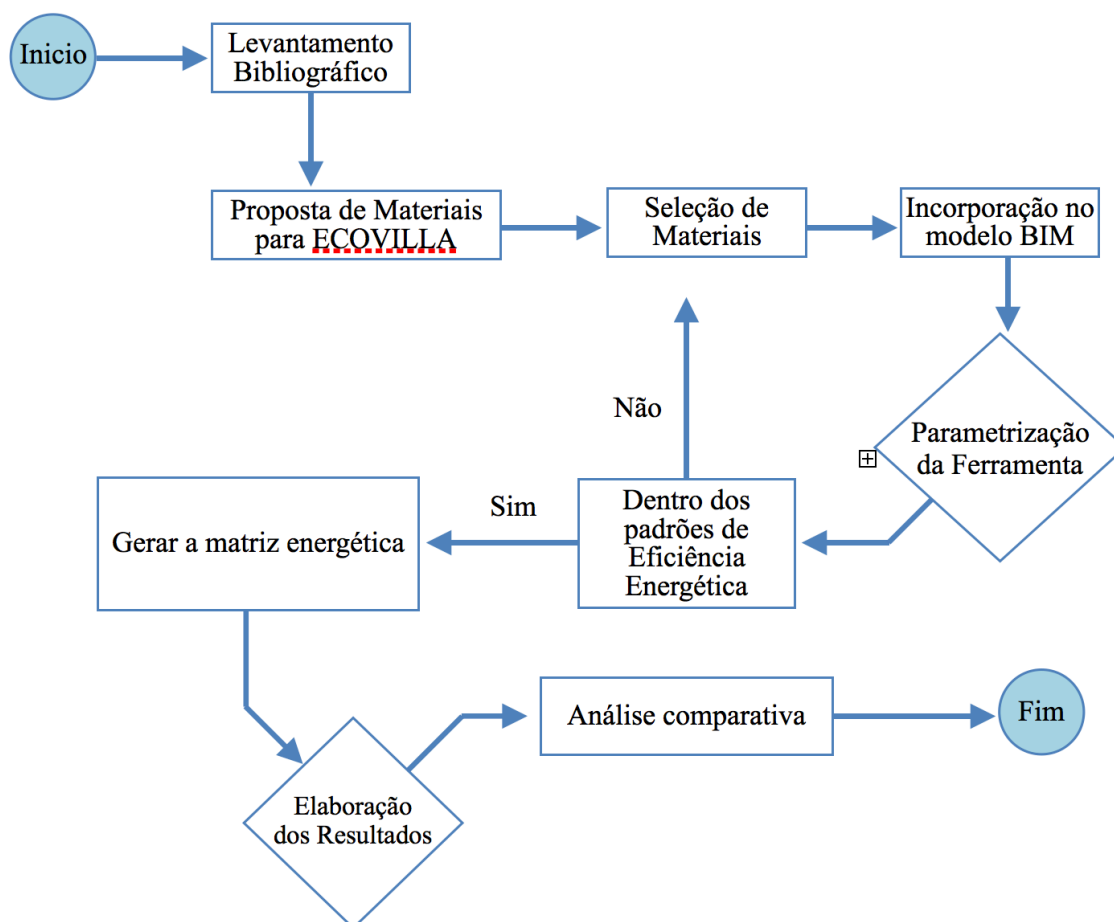 Inicio
Levantamento
Bibliográfico
Proposta de Materiais
para ECOVILLA
Seleção de
Materiais
Incorporação no
modelo BIM
Parametrização
da Ferramenta
Não
Dentro dos
padrões de
Eficiência
Energética
Sim
Gerar a matriz energética
Elaboração
dos Resultados
Análise comparativa
Fim